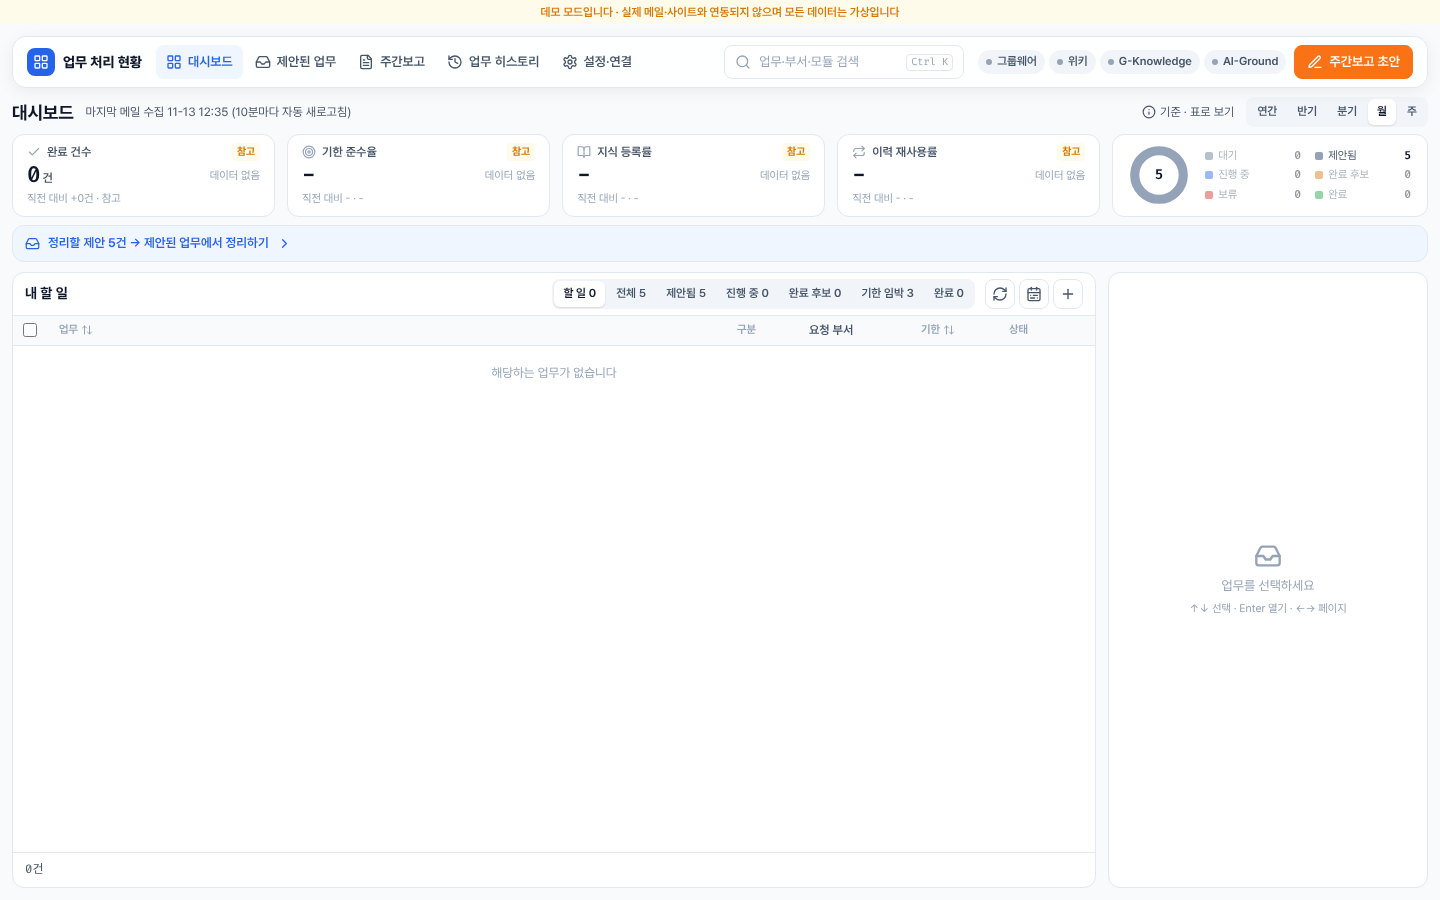 데모 모드입니다 · 실제 메일·사이트와 연동되지 않으며 모든 데이터는 가상입니다
업무 처리 현황
대시보드
제안된 업무
주간보고
업무 히스토리
설정·연결
업무·부서·모듈 검색
Ctrl K
그룹웨어
위키
G-Knowledge
AI-Ground
주간보고 초안
대시보드
마지막 메일 수집 11-13 12:35 (10분마다 자동 새로고침)
기준 · 표로 보기
연간
반기
분기
월
주
완료 건수
참고
0 건
데이터 없음
직전 대비 +0건 · 참고
기한 준수율
참고
–
데이터 없음
직전 대비 - · -
지식 등록률
참고
–
데이터 없음
직전 대비 - · -
이력 재사용률
참고
–
데이터 없음
직전 대비 - · -
5
대기 0
제안됨 5
진행 중 0
완료 후보 0
보류 0
완료 0
정리할 제안 5건 → 제안된 업무에서 정리하기
내 할 일
할 일 0
전체 5
제안됨 5
진행 중 0
완료 후보 0
기한 임박 3
완료 0
업무
구분
요청 부서
기한
상태
해당하는 업무가 없습니다
업무를 선택하세요
↑↓ 선택 · Enter 열기 · ←→ 페이지
0건